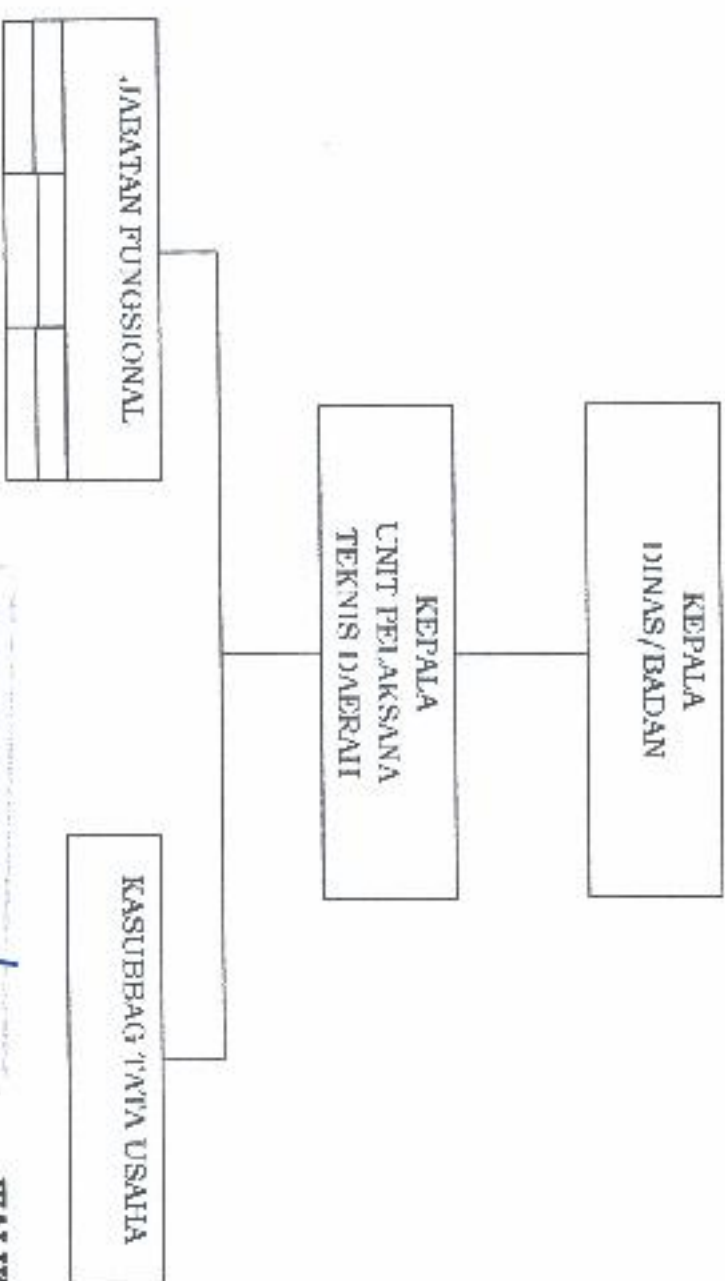 KEPALA
DINAS/BADAN
KEPALA
UNIT PELAKSANA
TEKNIS DAERAH
JABATAN FUNGSIONAL
KASUBBAG TATA USAHA